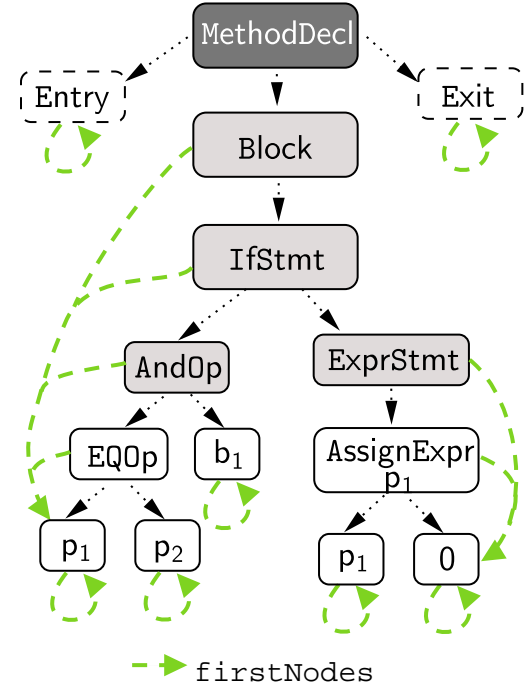 MethodDecl
Entry
Exit
Block
IfStmt
AndOp
ExprStmt
EQOp
b₁
AssignExpr
p₁
p₁
p₂
p₁
0
firstNodes